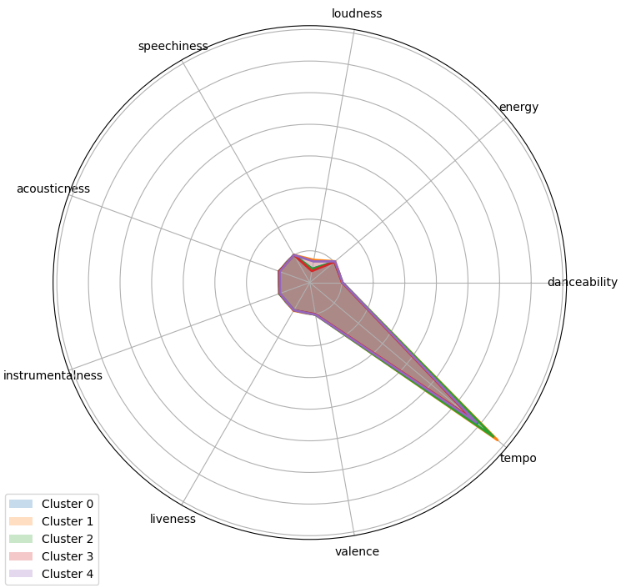 loudness
speechiness
energy
acousticness
danceability
instrumentalness
tempo
liveness
valence
Cluster 0
Cluster 1
Cluster 2
Cluster 3
Cluster 4